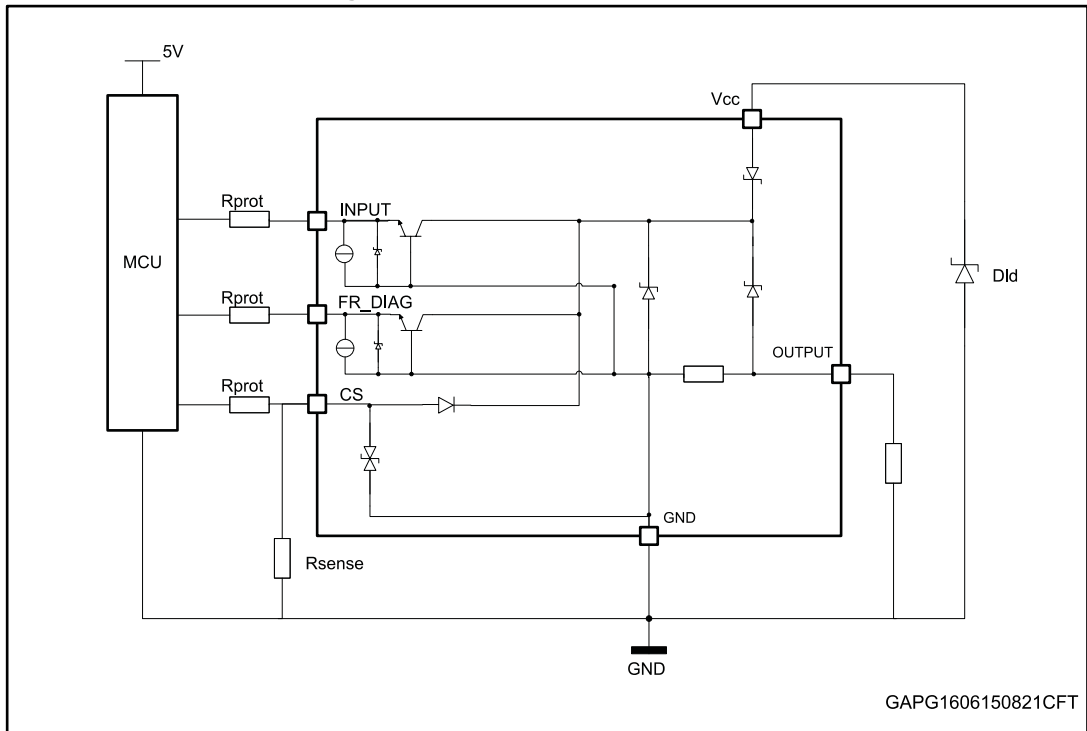 5V
Vcc
Rprot
INPUT
MCU
Dld
Rprot
FR_DIAG
OUTPUT
Rprot
CS
GND
Rsense
GND
GAPG1606150821CFT